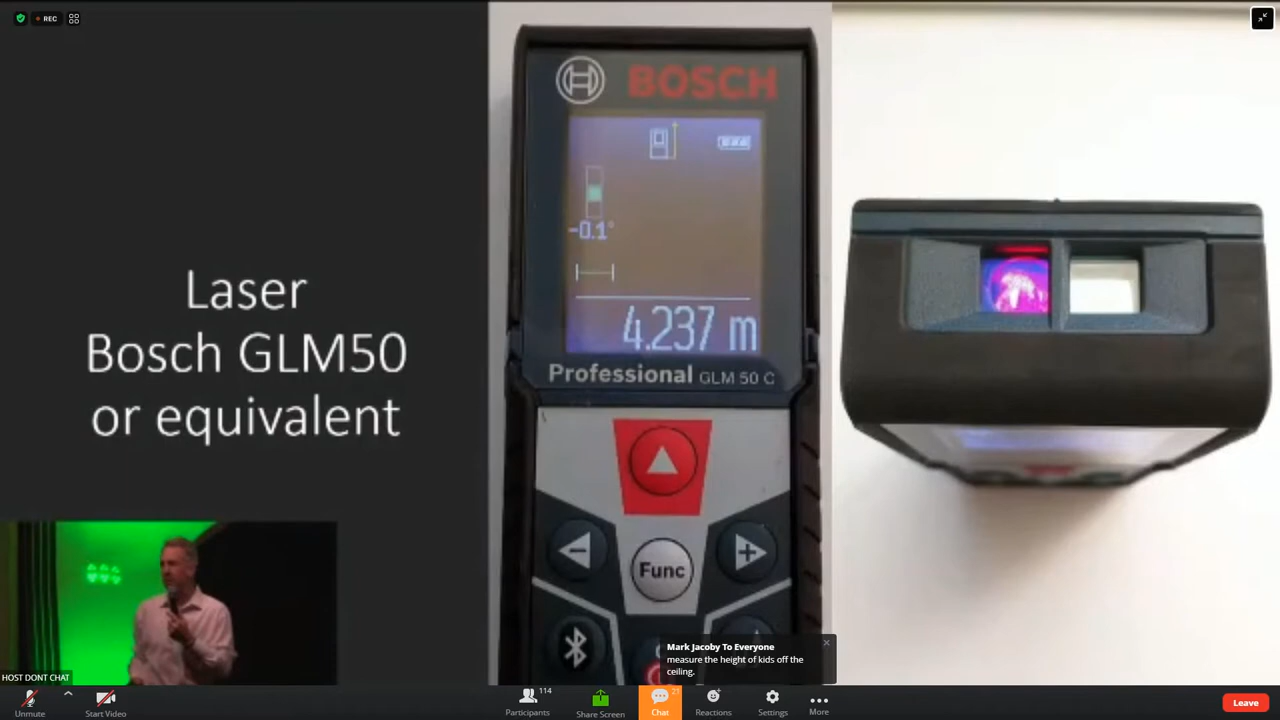 REC
Laser
Bosch GLM50
or equivalent
BOSCH
-0.1°
4.237 m
Professional GLM 50 C
Func
Mark Jacoby To Everyone
measure the height of kids off the
ceiling.
HOST DONT CHAT
Unmute
Start Video
114
Participants
Share Screen
21
Chat
Reactions
Settings
More
Leave